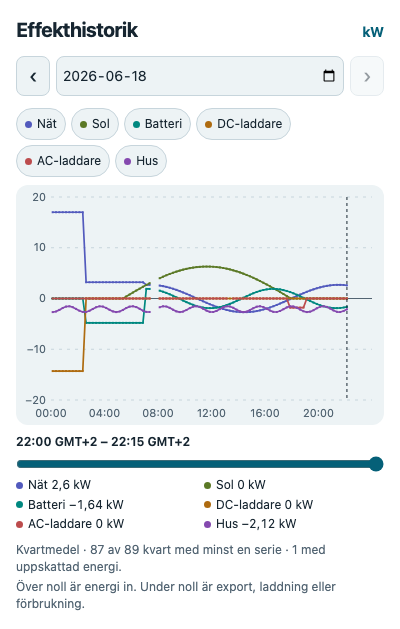 Effekthistorik
kW
2026-06-18
Nät
Sol
Batteri
DC-laddare
AC-laddare
Hus
20
10
0
−10
−20
00:00 04:00 08:00 12:00 16:00 20:00
22:00 GMT+2 – 22:15 GMT+2
Nät 2,6 kW
Sol 0 kW
Batteri −1,64 kW
DC-laddare 0 kW
AC-laddare 0 kW
Hus −2,12 kW
Kvartmedel · 87 av 89 kvart med minst en serie · 1 med
uppskattad energi.
Över noll är energi in. Under noll är export, laddning eller
förbrukning.